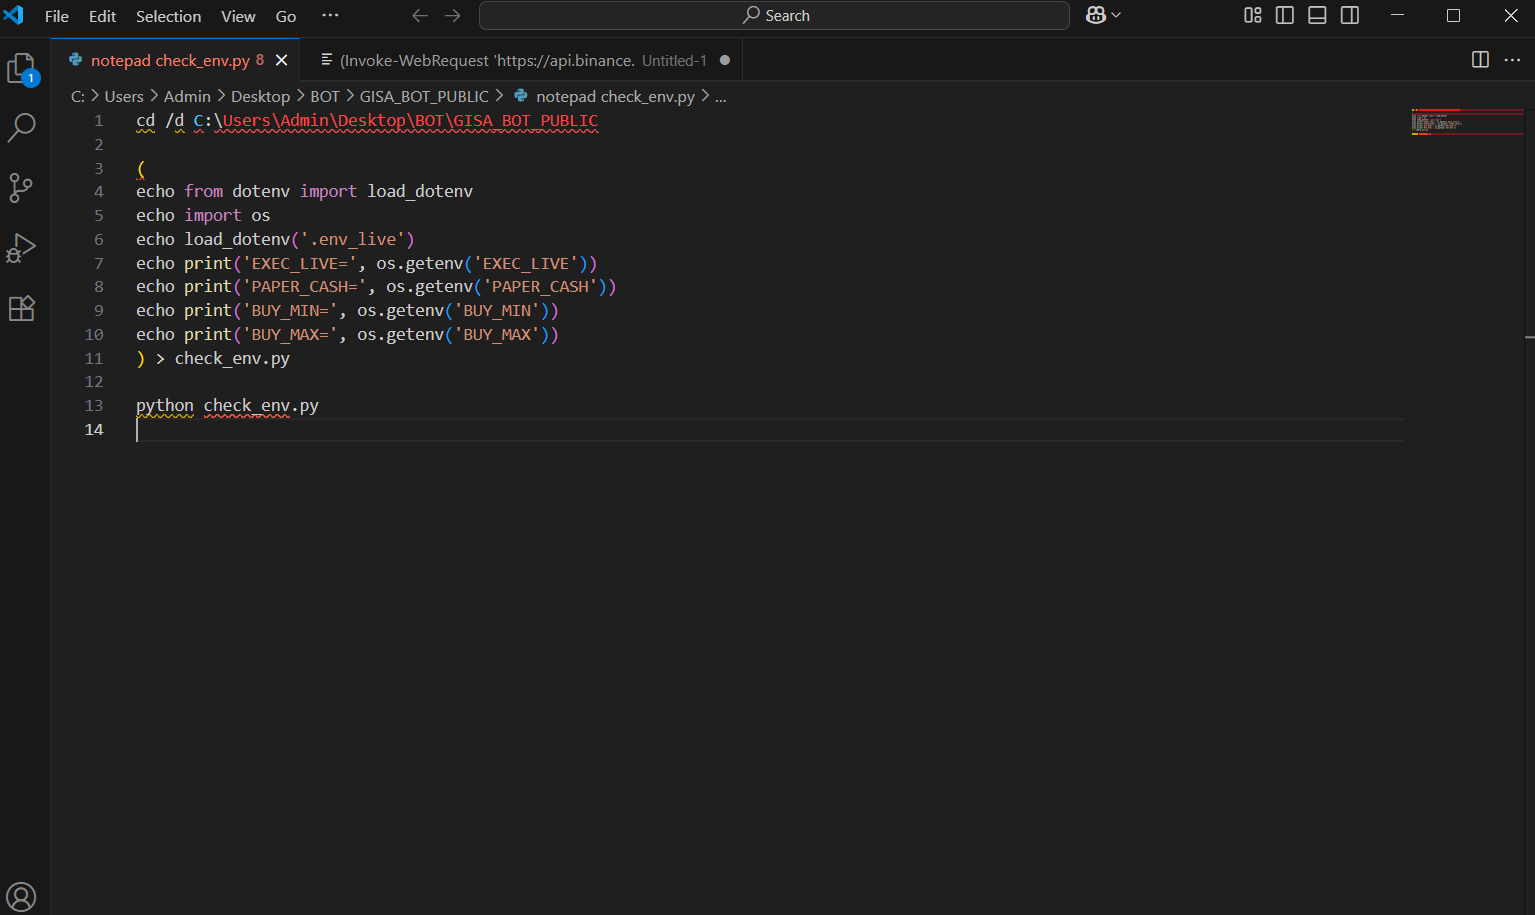 File Edit Selection View Go ··· Search
notepad check_env.py 8 (Invoke-WebRequest 'https://api.binance. Untitled-1
C: > Users > Admin > Desktop > BOT > GISA_BOT_PUBLIC > notepad check_env.py > ...
1 cd /d C:\Users\Admin\Desktop\BOT\GISA_BOT_PUBLIC
2
3 (
4 echo from dotenv import load_dotenv
5 echo import os
6 echo load_dotenv('.env_live')
7 echo print('EXEC_LIVE=', os.getenv('EXEC_LIVE'))
8 echo print('PAPER_CASH=', os.getenv('PAPER_CASH'))
9 echo print('BUY_MIN=', os.getenv('BUY_MIN'))
10 echo print('BUY_MAX=', os.getenv('BUY_MAX'))
11 ) > check_env.py
12
13 python check_env.py
14
1